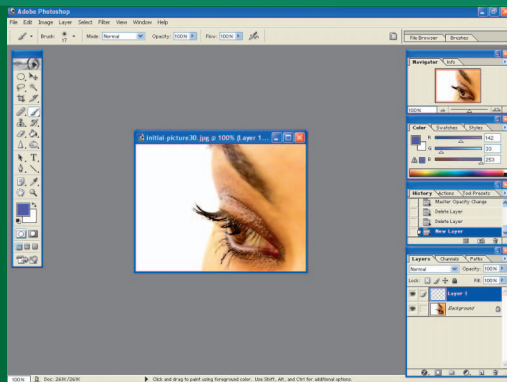 Adobe Photoshop
File Edit Image Layer Select Filter View Window Help
Brush: 17 Mode: Normal Opacity: 100% Flow: 100%
File Browser Brushes
Navigator Info
100%
initial-picture30.jpg @ 100% (Layer 1...
Color Swatches Styles
R 142
G
B 253
History Actions Tool Presets
Master Opacity Change
Delete Layer
Delete Layer
New Layer
Layers Channels Paths
Normal Opacity: 100%
Lock: Fill: 100%
Layer 1
Background
100% Doc: 261K/261K Click and drag to paint using foreground color. Use Shift, Alt, and Ctrl for additional options.